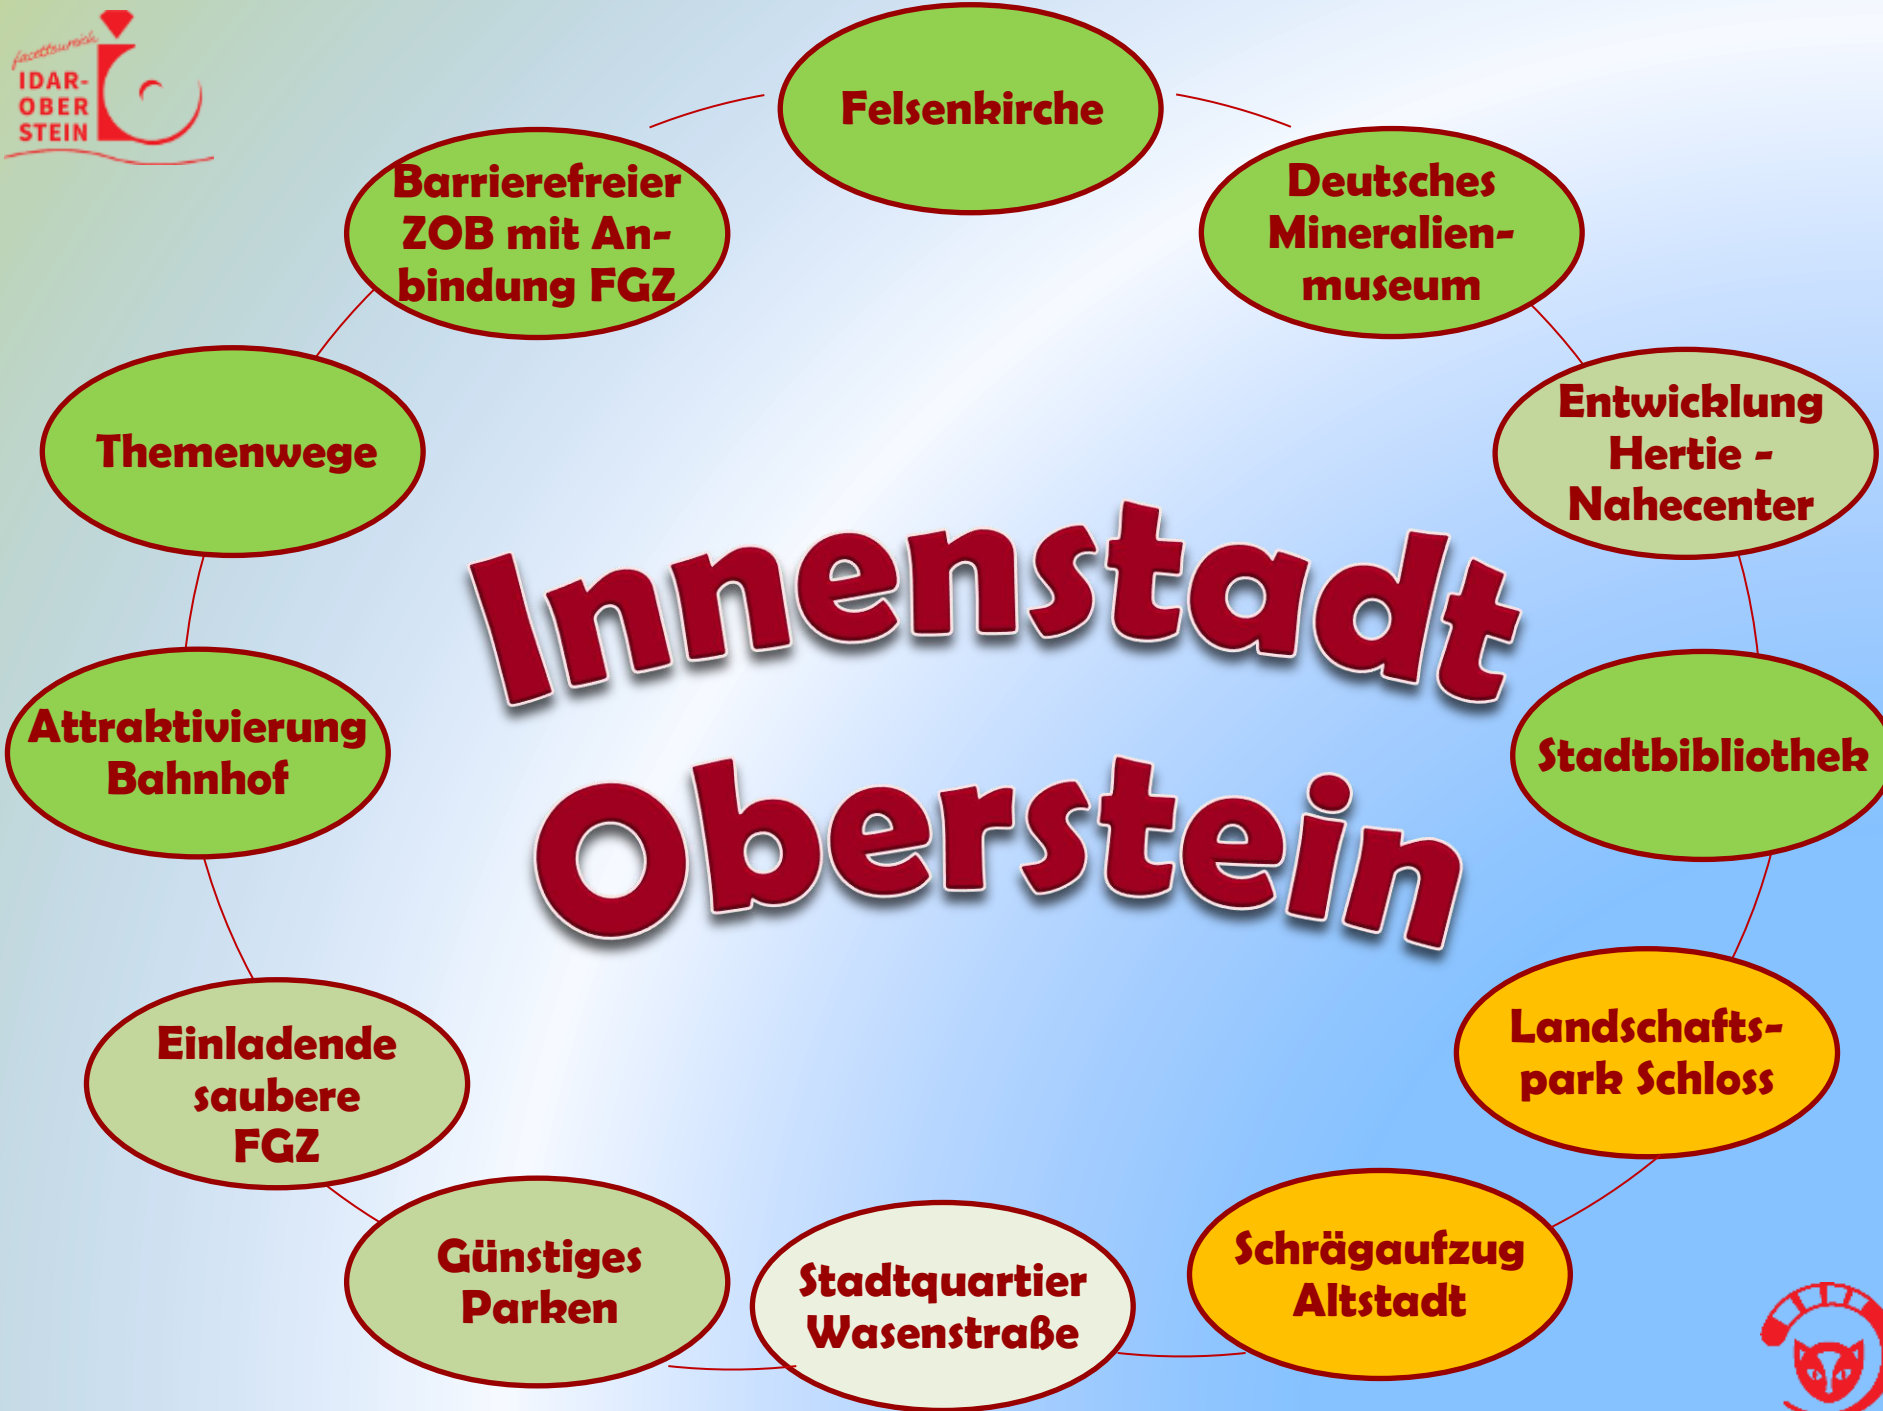 facettenreich
IDAR-
OBER
STEIN
Felsenkirche
Deutsches
Mineralien-
museum
Entwicklung
Hertie -
Nahecenter
Stadtbibliothek
Landschafts-
park Schloss
Schrägaufzug
Altstadt
Stadtquartier
Wasenstraße
Günstiges
Parken
Einladende
saubere
FGZ
Attraktivierung
Bahnhof
Themenwege
Barrierefreier
ZOB mit An-
bindung FGZ
Innenstadt
Oberstein